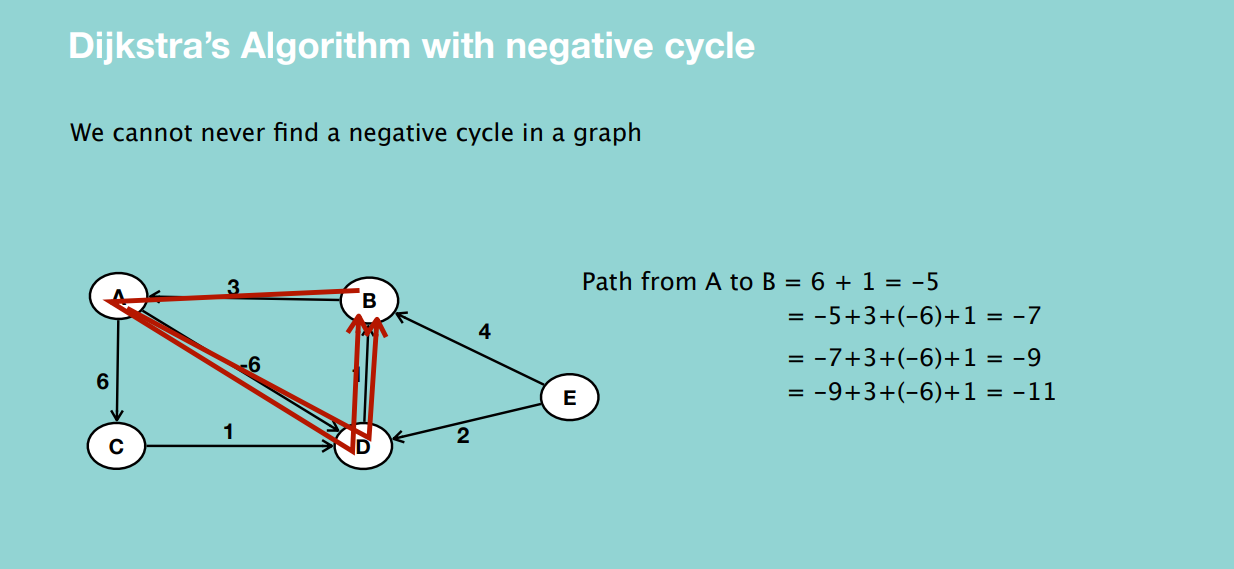 Dijkstra’s Algorithm with negative cycle
We cannot never find a negative cycle in a graph
Path from A to B = 6 + 1 = –5
= –5+3+(–6)+1 = –7
= –7+3+(–6)+1 = –9
= –9+3+(–6)+1 = –11
A
3
B
4
-6
1
6
E
C
1
D
2